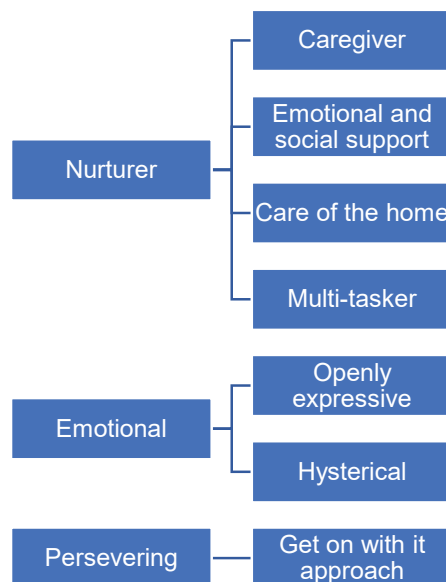 Nurturer
Caregiver
Emotional and
social support
Care of the home
Multi-tasker
Emotional
Openly
expressive
Hysterical
Persevering
Get on with it
approach